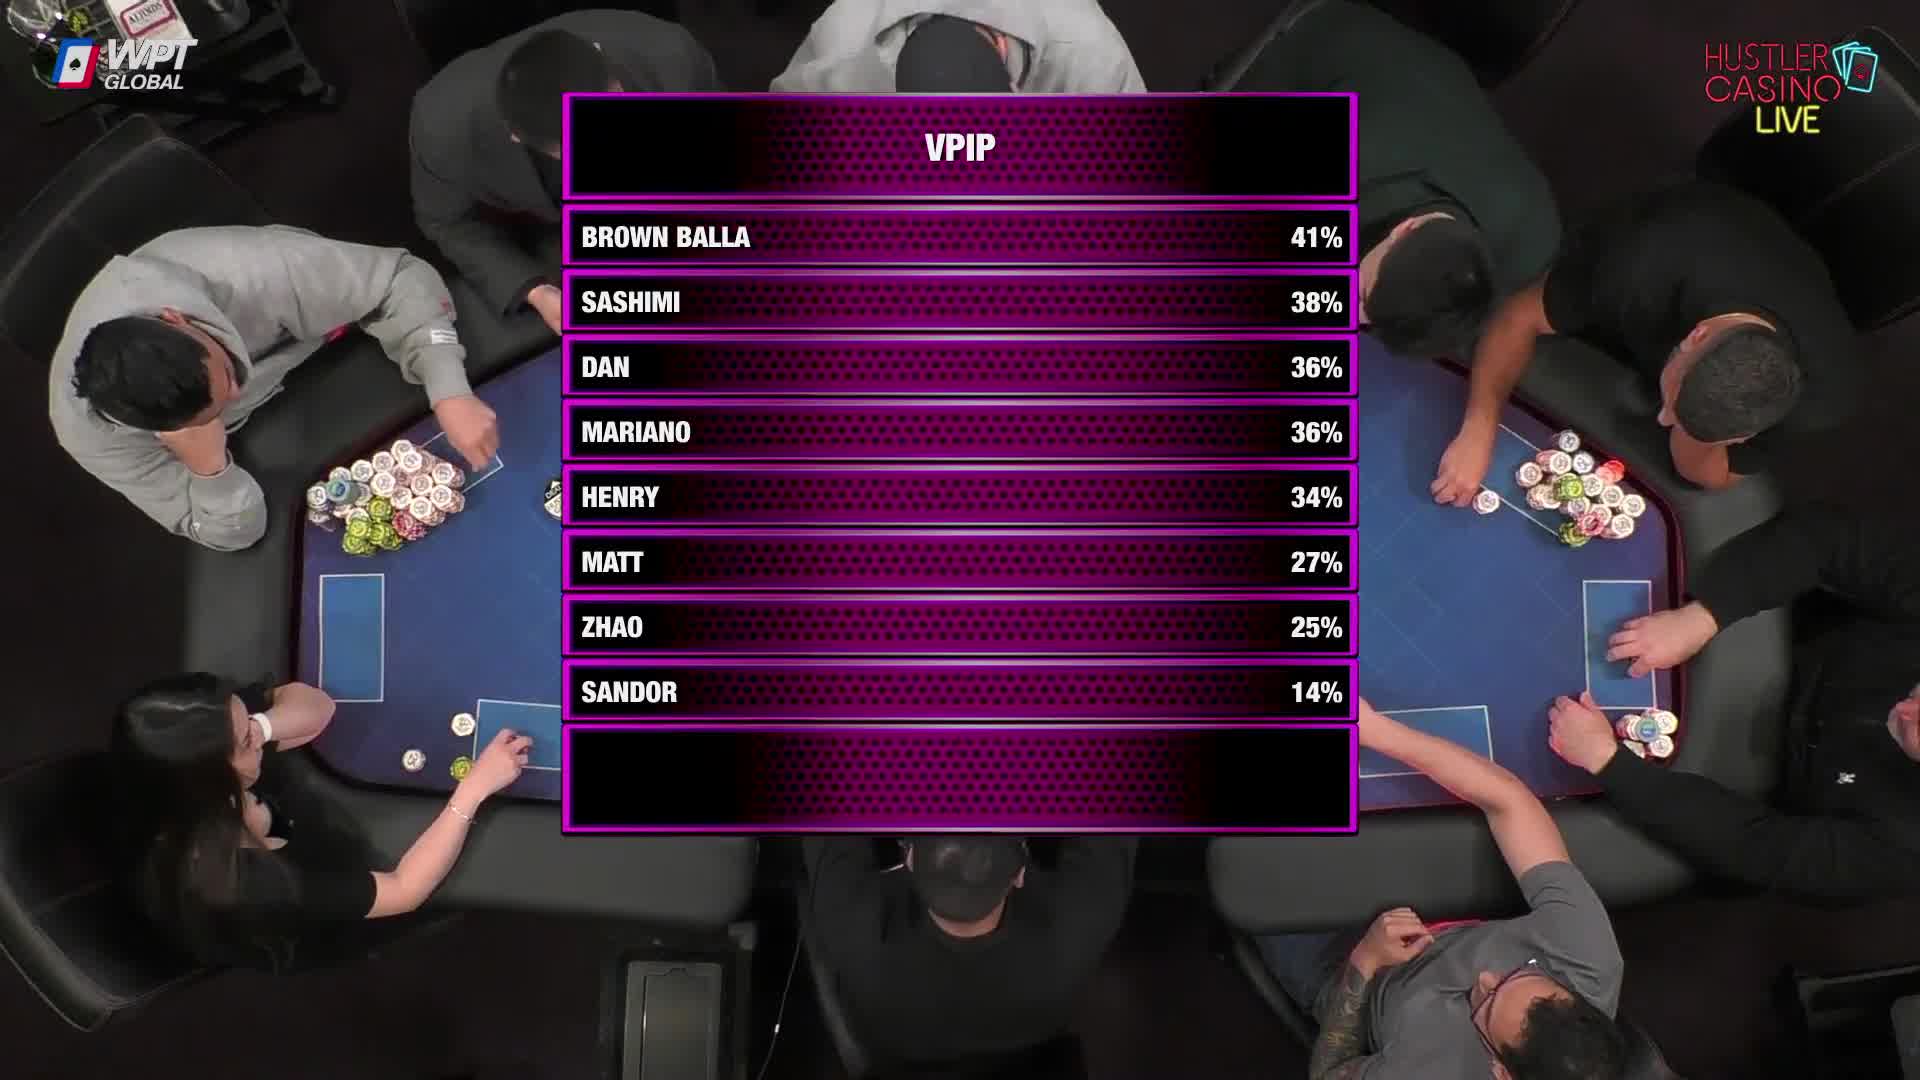 WPT
GLOBAL
HUSTLER
CASINO
LIVE
VPIP
BROWN BALLA 41%
SASHIMI 38%
DAN 36%
MARIANO 36%
HENRY 34%
MATT 27%
ZHAO 25%
SANDOR 14%